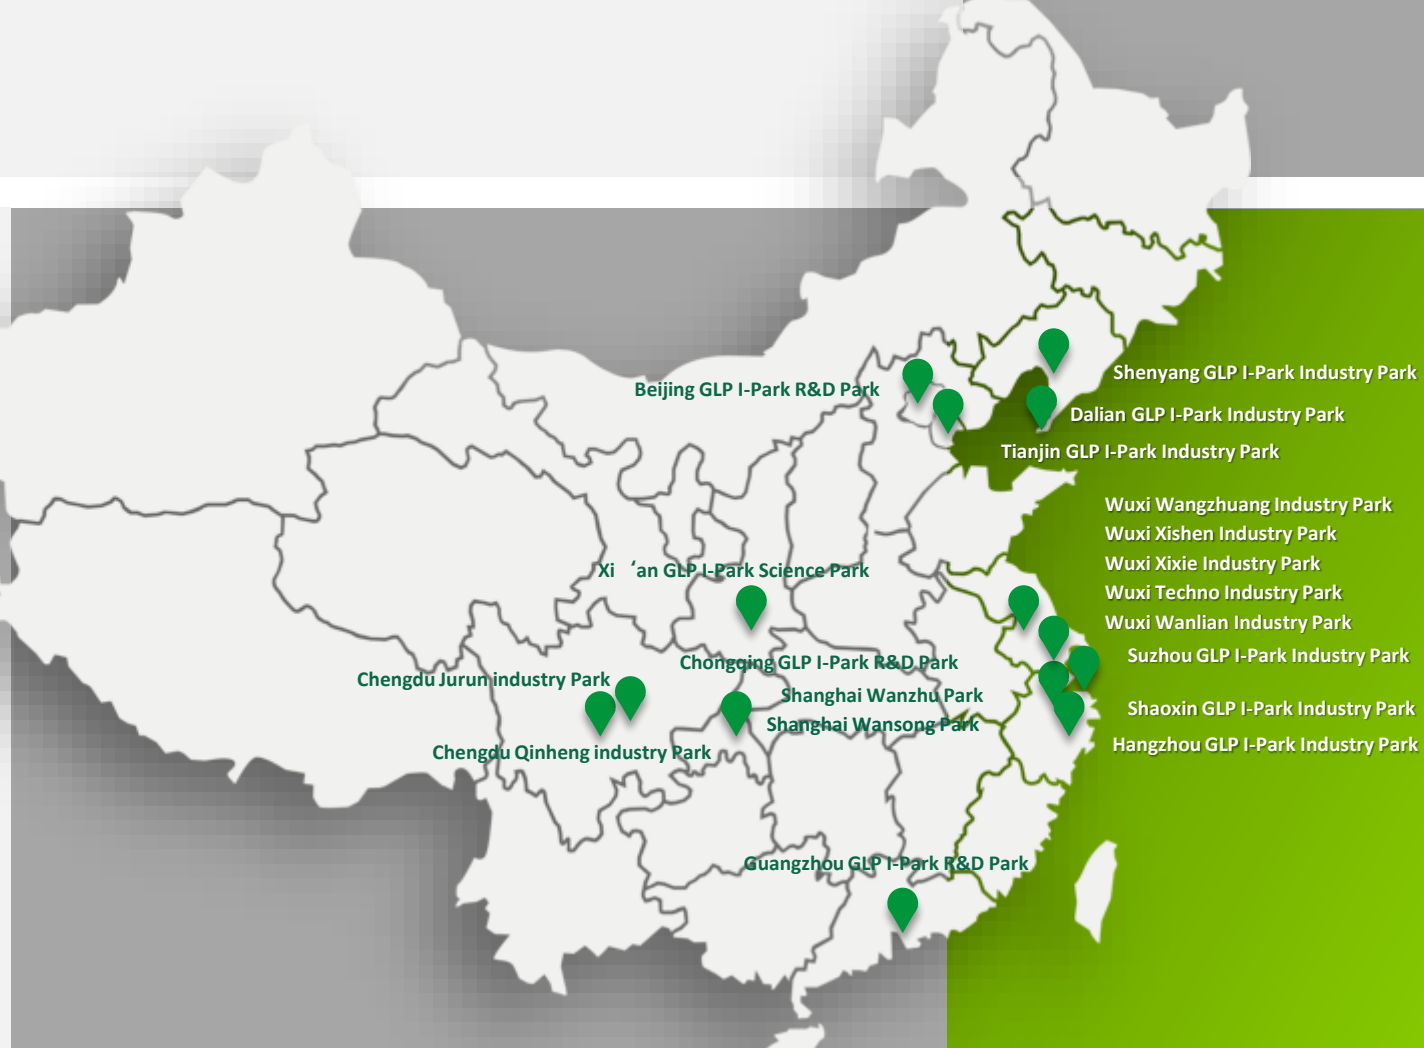 Shenyang GLP I-Park Industry Park
Beijing GLP I-Park R&D Park
Dalian GLP I-Park Industry Park
Tianjin GLP I-Park Industry Park
Wuxi Wangzhuang Industry Park
Wuxi Xishen Industry Park
Wuxi Xixie Industry Park
Xi ‘an GLP I-Park Science Park
Wuxi Techno Industry Park
Wuxi Wanlian Industry Park
Suzhou GLP I-Park Industry Park
Chongqing GLP I-Park R&D Park
Chengdu Jurun industry Park
Shanghai Wanzhu Park
Shaoxin GLP I-Park Industry Park
Shanghai Wansong Park
Hangzhou GLP I-Park Industry Park
Chengdu Qinheng industry Park
Guangzhou GLP I-Park R&D Park